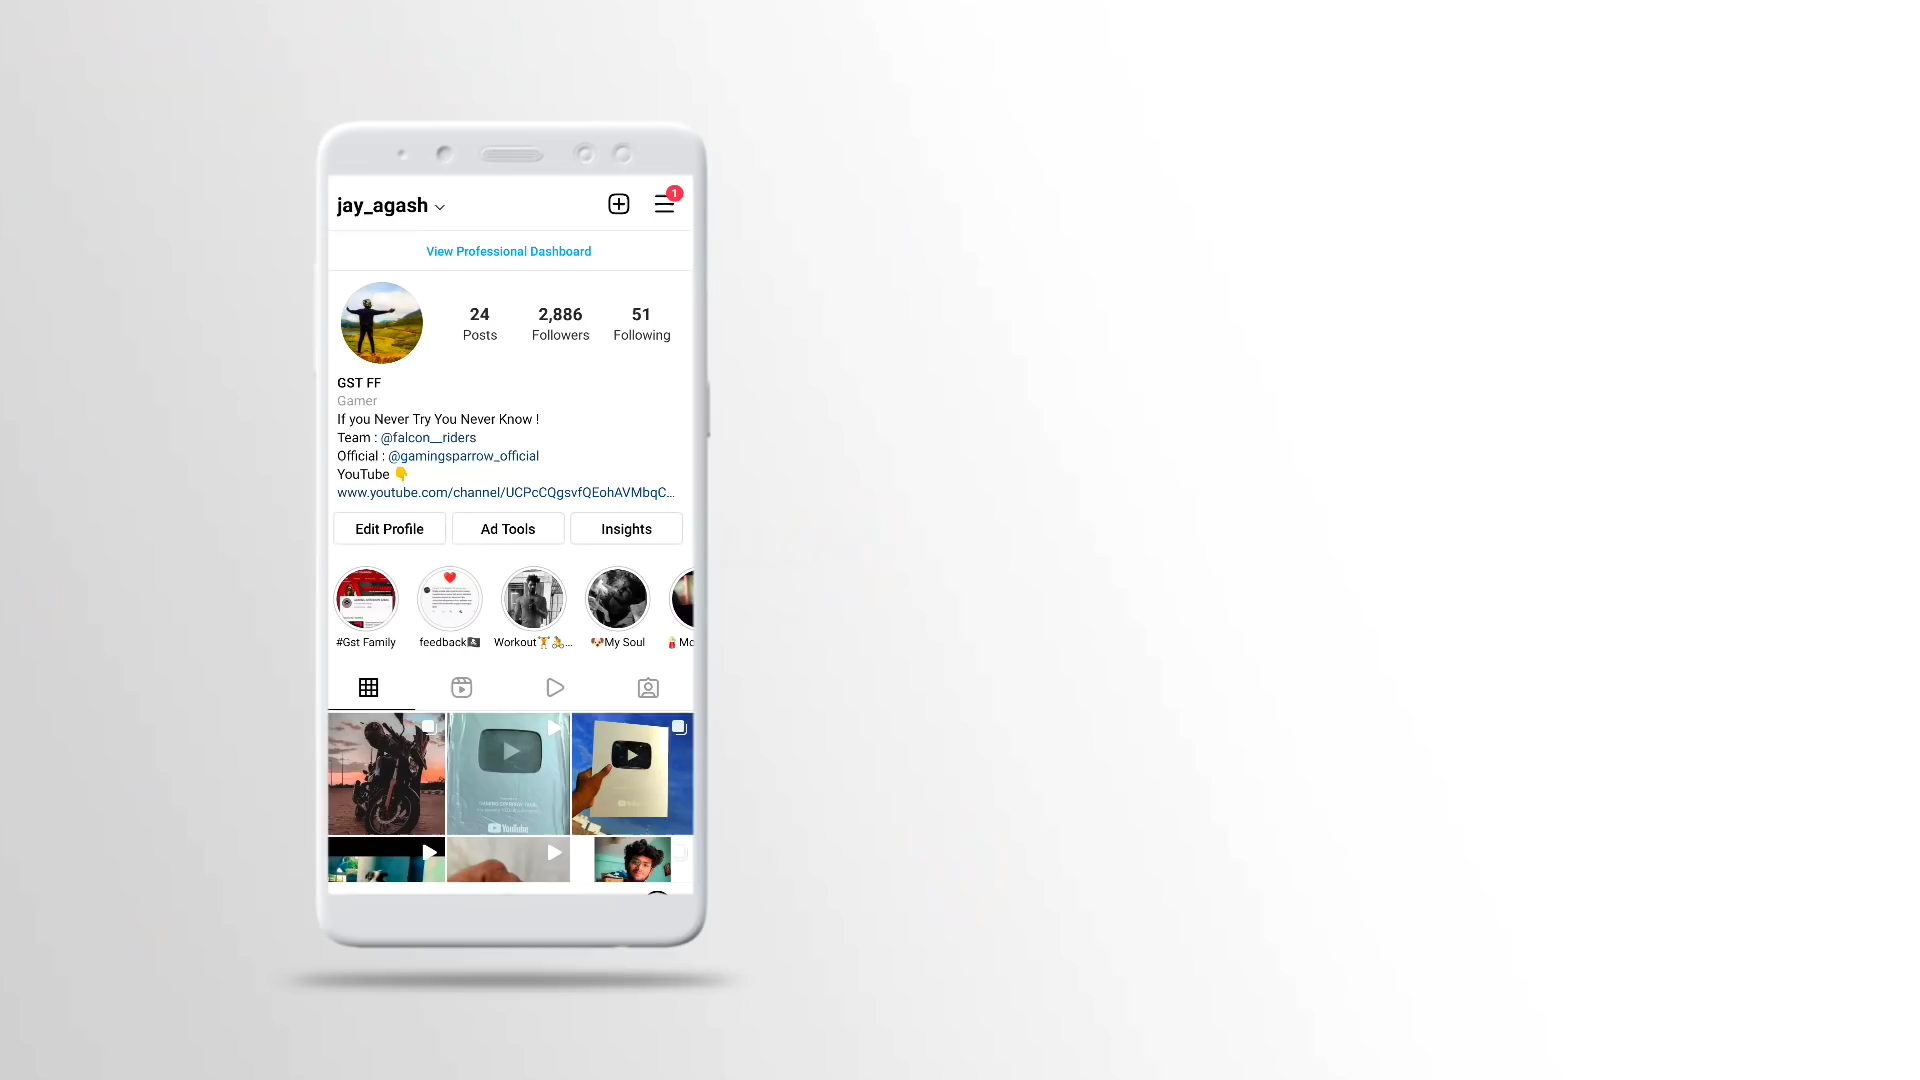 jay_agash
1
View Professional Dashboard
24
2,886
51
Posts
Followers
Following
GST FF
Gamer
If you Never Try You Never Know !
Team : @falcon__riders
Official : @gamingsparrow_official
YouTube 👇
www.youtube.com/channel/UCPcCQgsvfQEohAVMbqC...
Edit Profile
Ad Tools
Insights
#Gst Family
feedback🏴‍☠️
Workout🏋️🚴...
🐶My Soul
YouTube